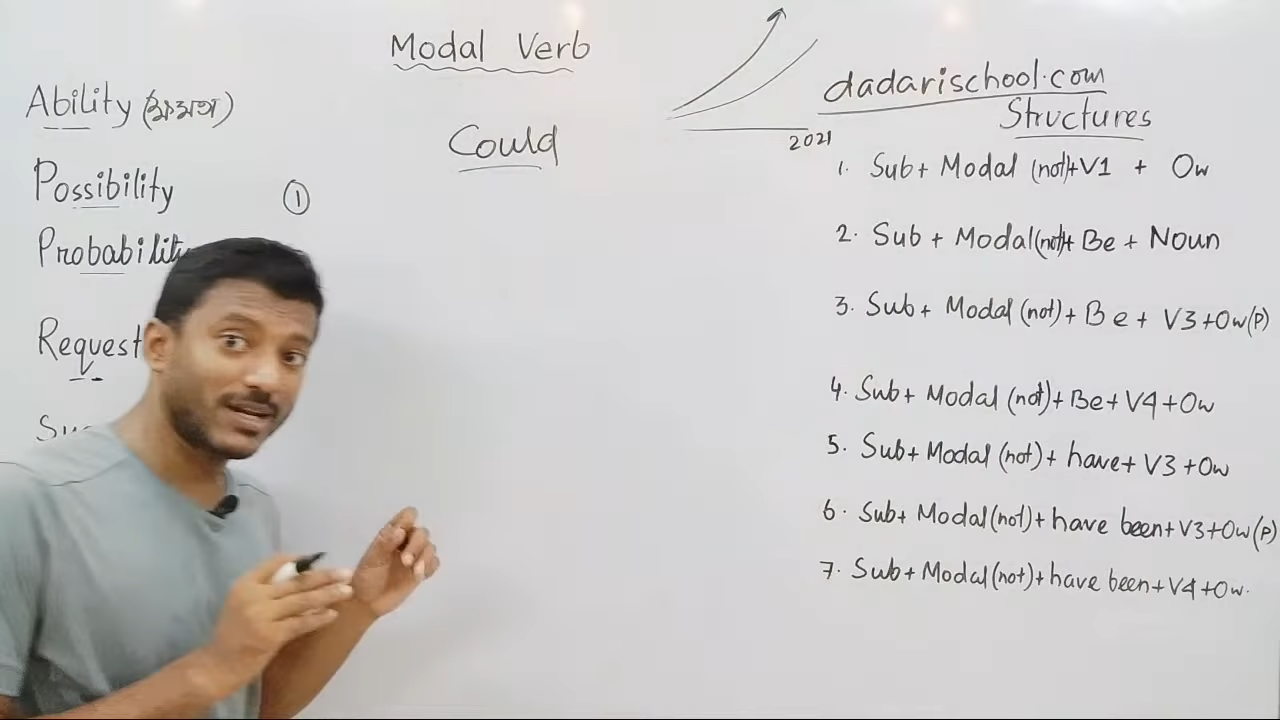 Modal Verb
Could
Ability (ক্ষমতা)
Possibility
Probability
Request
①
2021
dadarischool.com
Structures
1. Sub+ Modal (not)+V1 + Ow
2. Sub + Modal(not)+ Be + Noun
3. Sub+ Modal (not)+ Be + V3+Ow(P)
4. Sub+ Modal (not)+Be+V4+Ow
5. Sub+ Modal (not)+ have+ V3+Ow
6. Sub+ Modal(not)+have been+V3+Ow(P)
7. Sub+Modal(not)+have been+V4+Ow.